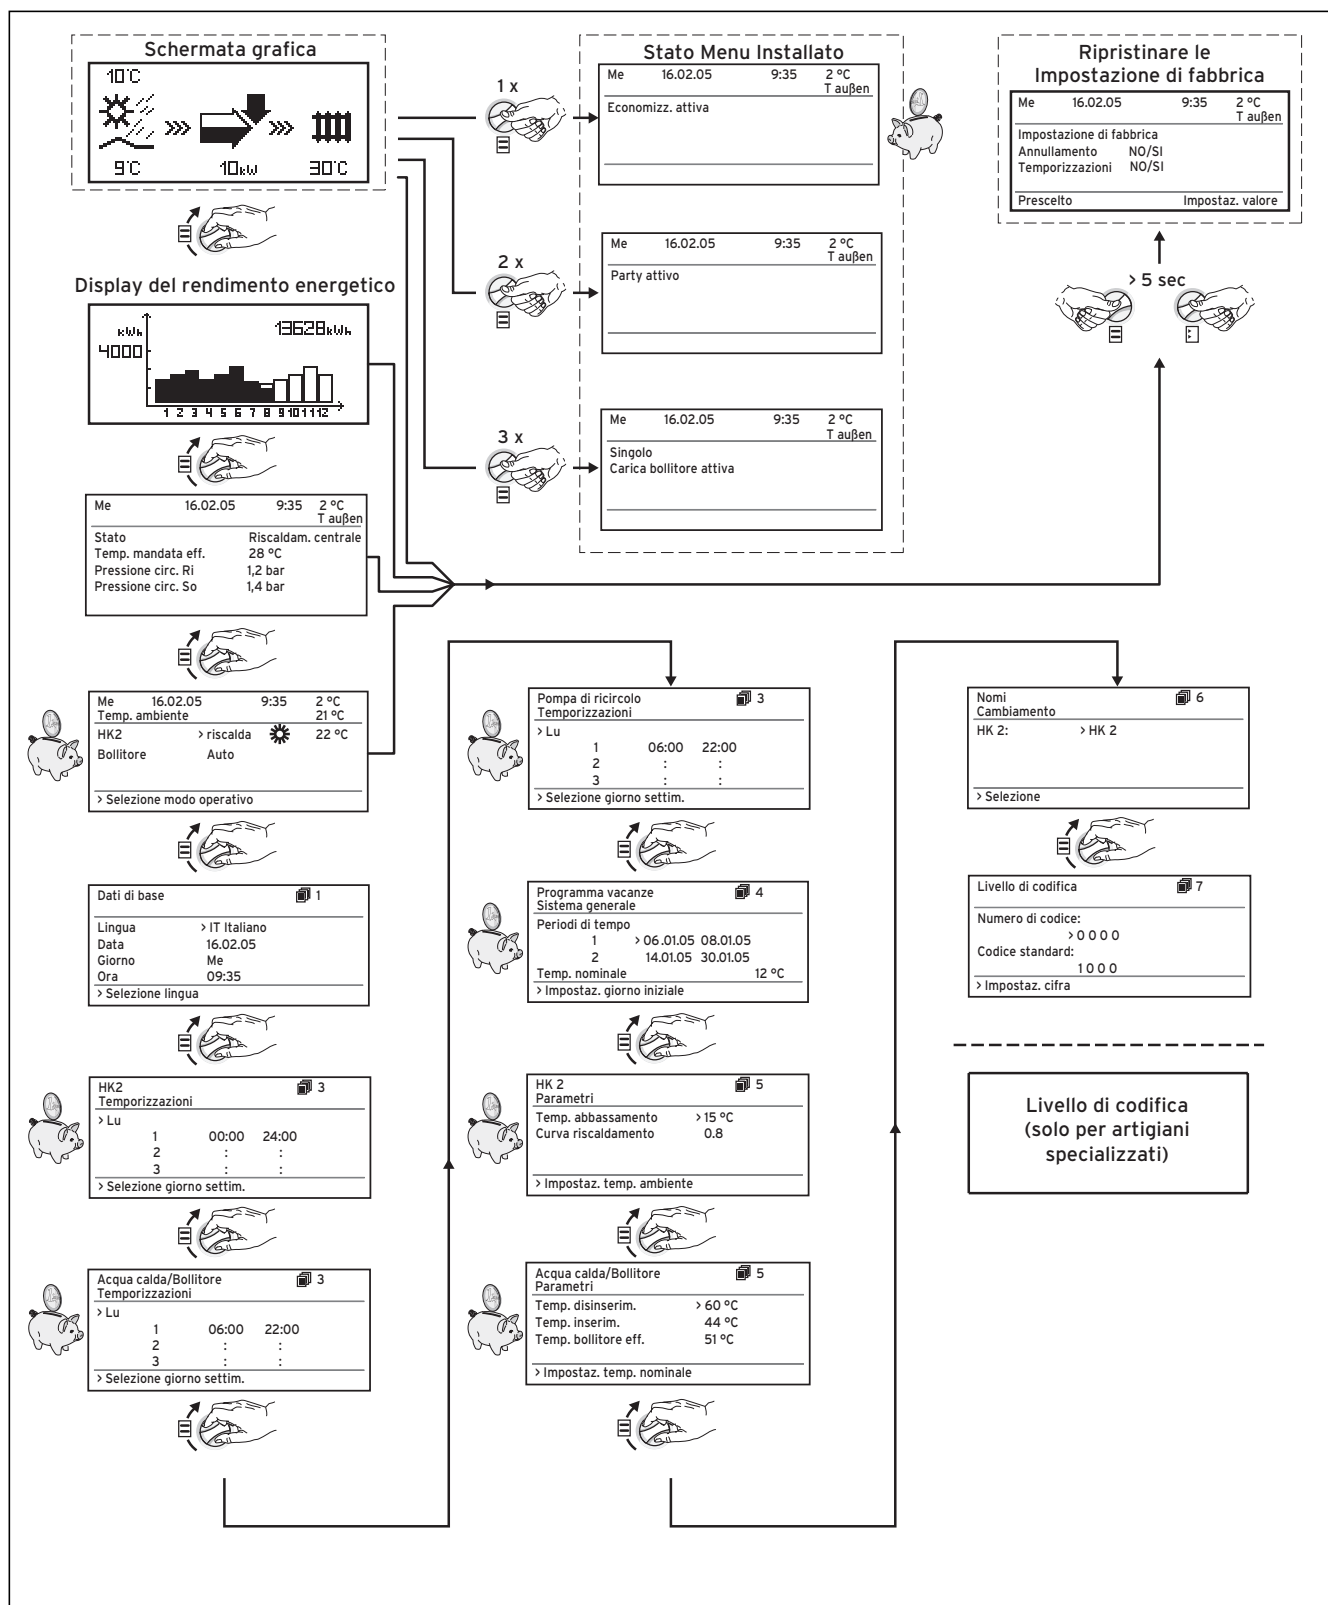 Schermata grafica
10°C
9°C 10kW 30°C
Display del rendimento energetico
kWh 13628kWh
4000
1 2 3 4 5 6 7 8 9 10 11 12
Me 16.02.05 9:35 2 °C
T außen
Stato Riscaldam. centrale
Temp. mandata eff. 28 °C
Pressione circ. Ri 1,2 bar
Pressione circ. So 1,4 bar
Me 16.02.05 9:35 2 °C
Temp. ambiente 21 °C
HK2 > riscalda 22 °C
Bollitore Auto
> Selezione modo operativo
Dati di base 1
Lingua > IT Italiano
Data 16.02.05
Giorno Me
Ora 09:35
> Selezione lingua
HK2 3
Temporizzazioni
> Lu
1 00:00 24:00
2 : :
3 : :
> Selezione giorno settim.
Acqua calda/Bollitore 3
Temporizzazioni
> Lu
1 06:00 22:00
2 : :
3 : :
> Selezione giorno settim.
1 x
2 x
3 x
Stato Menu Installato
Me 16.02.05 9:35 2 °C
T außen
Economizz. attiva
Me 16.02.05 9:35 2 °C
T außen
Party attivo
Me 16.02.05 9:35 2 °C
T außen
Singolo
Carica bollitore attiva
Pompa di ricircolo 3
Temporizzazioni
> Lu
1 06:00 22:00
2 : :
3 : :
> Selezione giorno settim.
Programma vacanze 4
Sistema generale
Periodi di tempo
1 > 06.01.05 08.01.05
2 14.01.05 30.01.05
Temp. nominale 12 °C
> Impostaz. giorno iniziale
HK 2 5
Parametri
Temp. abbassamento > 15 °C
Curva riscaldamento 0.8
> Impostaz. temp. ambiente
Acqua calda/Bollitore 5
Parametri
Temp. disinserim. > 60 °C
Temp. inserim. 44 °C
Temp. bollitore eff. 51 °C
> Impostaz. temp. nominale
Ripristinare le
Impostazione di fabbrica
Me 16.02.05 9:35 2 °C
T außen
Impostazione di fabbrica
Annullamento NO/SI
Temporizzazioni NO/SI
Prescelto Impostaz. valore
> 5 sec
Nomi 6
Cambiamento
HK 2: > HK 2
> Selezione
Livello di codifica 7
Numero di codice:
> 0 0 0 0
Codice standard:
1 0 0 0
> Impostaz. cifra
Livello di codifica
(solo per artigiani
specializzati)